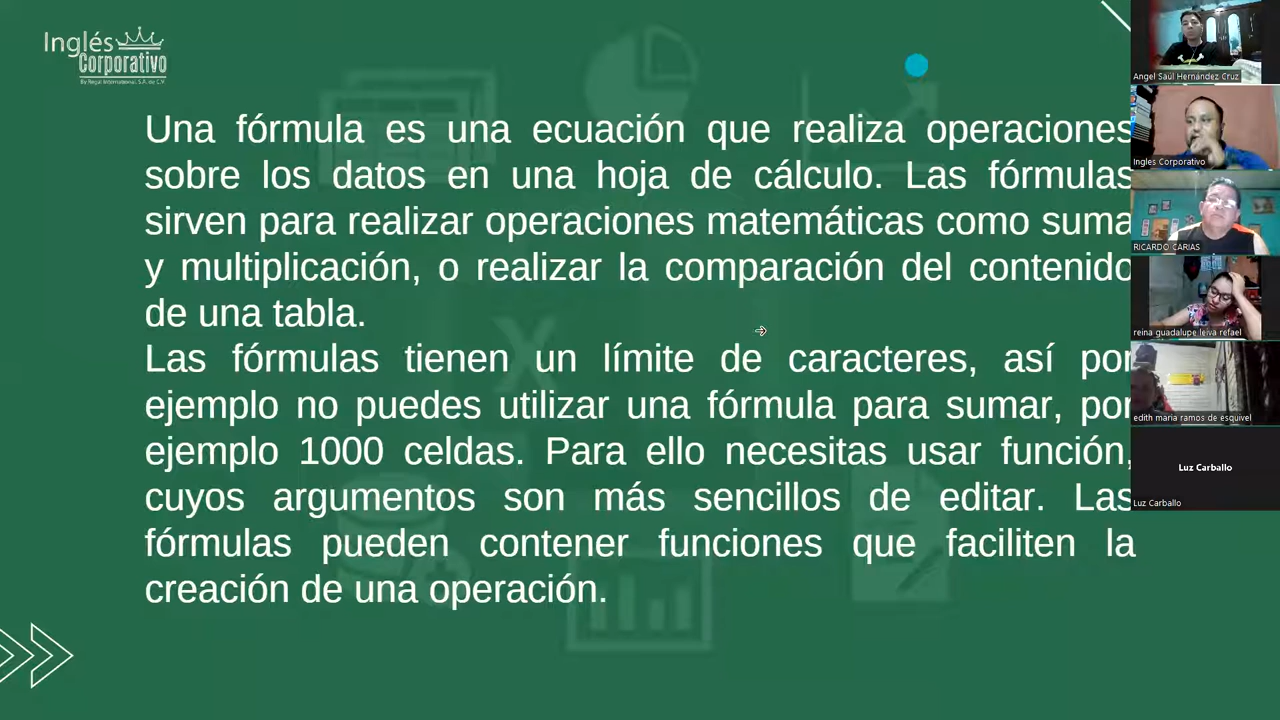 Inglés
Corporativo
By Regal International, S.A. de C.V.
Una fórmula es una ecuación que realiza operaciones
sobre los datos en una hoja de cálculo. Las fórmulas
sirven para realizar operaciones matemáticas como suma
y multiplicación, o realizar la comparación del contenido
de una tabla.
Las fórmulas tienen un límite de caracteres, así por
ejemplo no puedes utilizar una fórmula para sumar, por
ejemplo 1000 celdas. Para ello necesitas usar función,
cuyos argumentos son más sencillos de editar. Las
fórmulas pueden contener funciones que faciliten la
creación de una operación.
Angel Saúl Hernández Cruz
Ingles Corporativo
RICARDO CARIAS
reina guadalupe leiva refael
edith maria ramos de esquivel
Luz Carballo
Luz Carballo